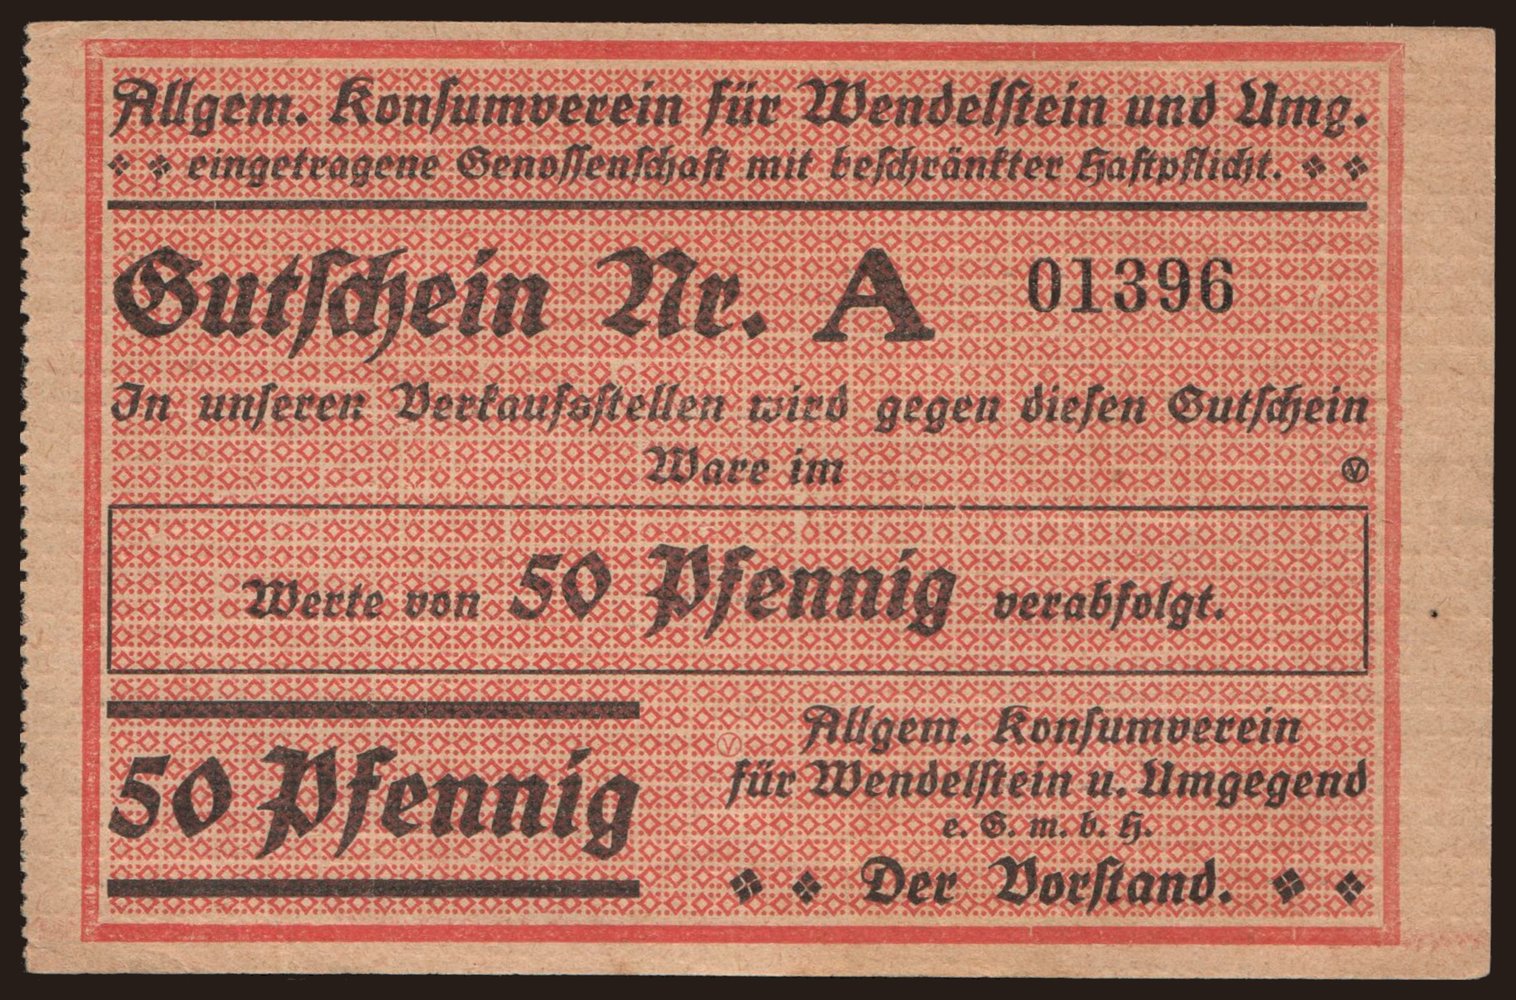 Allgem. Konsumverein für Wendelstein und Umg.
eingetragene Genossenschaft mit beschränkter Haftpflicht.
Gutschein Nr. A 01396
In unseren Verkaufsstellen wird gegen diesen Gutschein
Ware im
Werte von 50 Pfennig verabfolgt.
50 Pfennig
Allgem. Konsumverein
für Wendelstein u. Umgegend
e. G. m. b. H.
Der Vorstand.